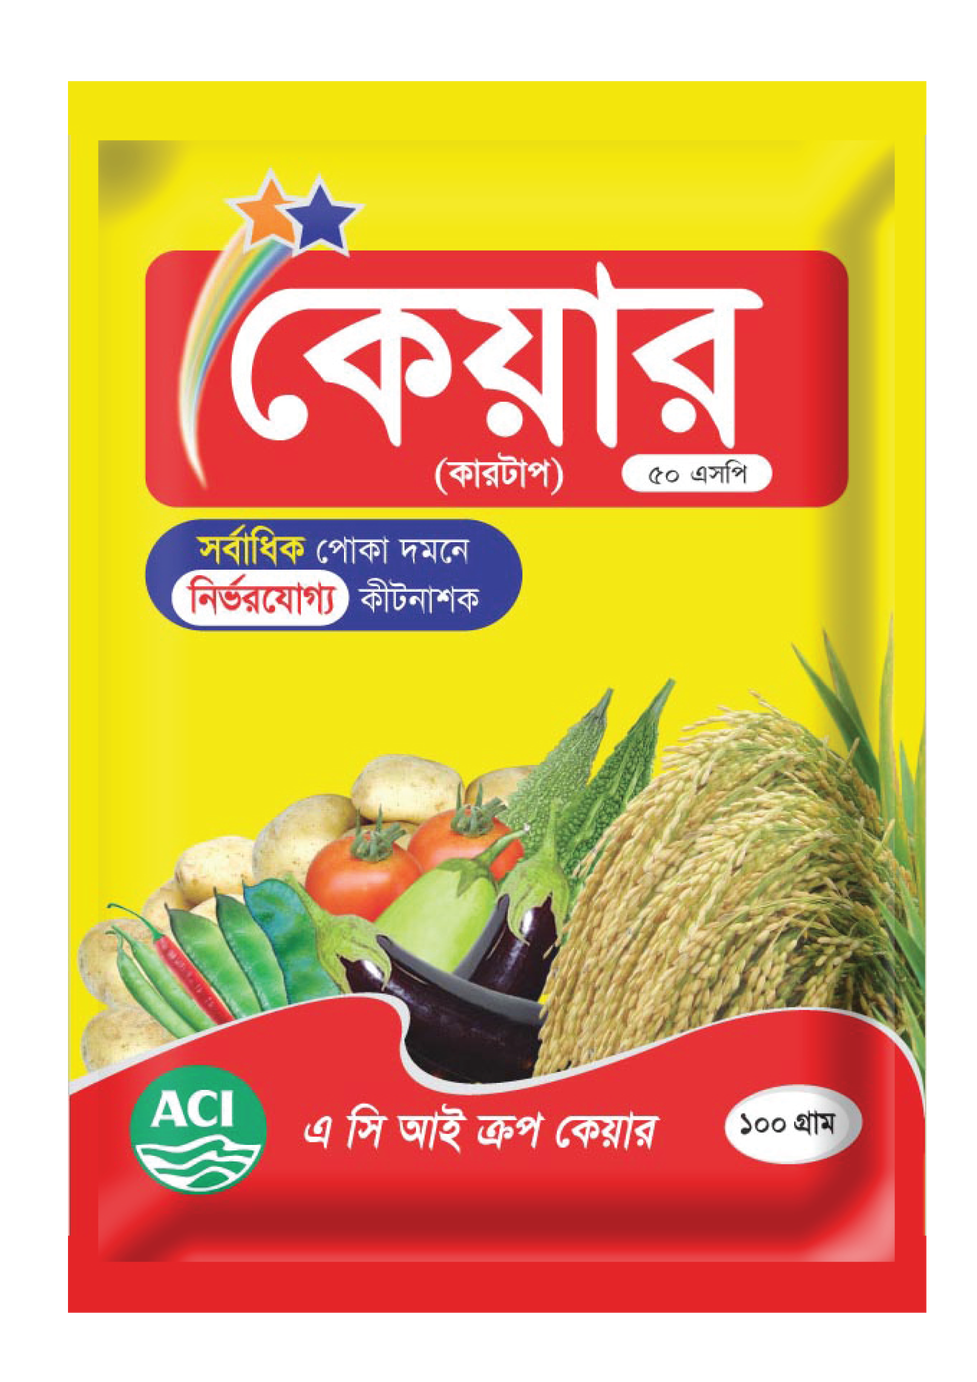 কেয়ার
(কারটাপ) ৫০ এসপি
সর্বাধিক পোকা দমনে
নির্ভরযোগ্য কীটনাশক
ACI এ সি আই ক্রপ কেয়ার ১০০ গ্রাম